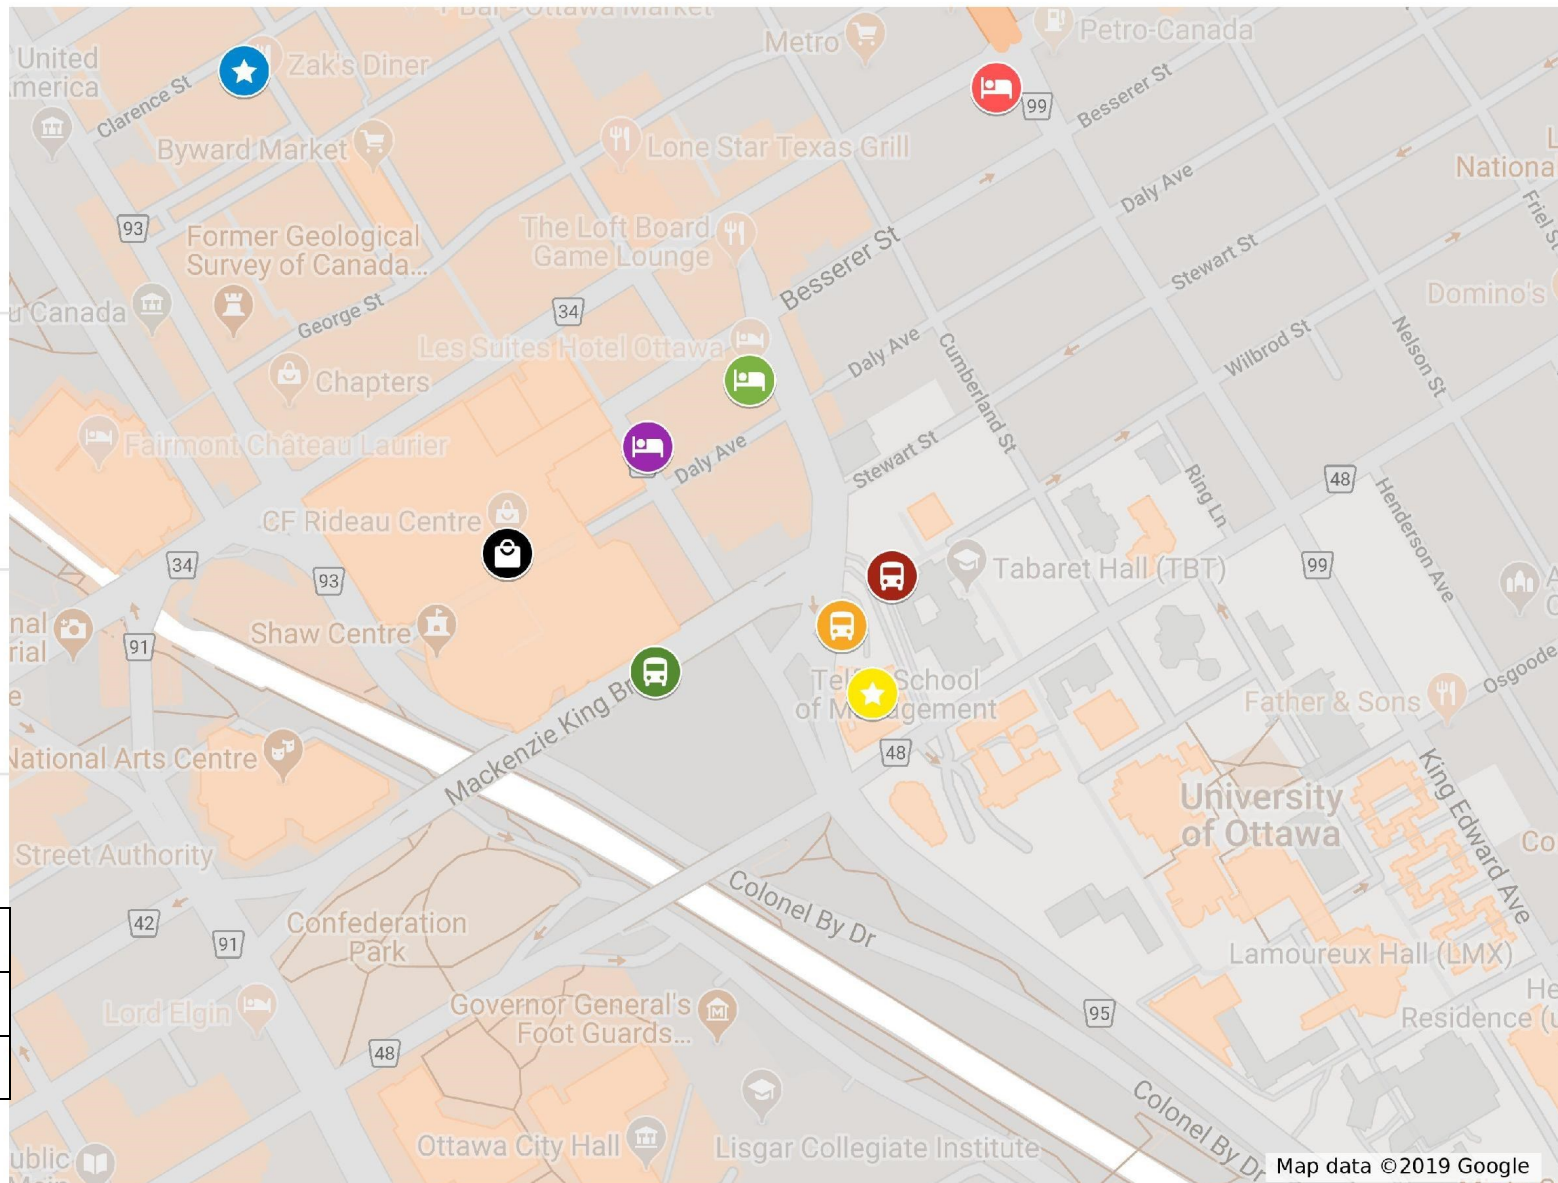 Bar-Ottawa Market
United
America
Zak's Diner
Metro
Petro-Canada
Clarence St
Besserer St
99
Byward Market
Lone Star Texas Grill
National
Daly Ave
93
Former Geological
Survey of Canada...
The Loft Board
Game Lounge
Besserer St
Stewart St
Friel St
Canada
George St
34
Les Suites Hotel Ottawa
Daly Ave
Cumberland St
Wilbrod St
Nelson St
Domino's
Chapters
Fairmont Château Laurier
Daly Ave
Stewart St
Ring Ln
48
Henderson Ave
CF Rideau Centre
34
93
Tabaret Hall (TBT)
99
91
Shaw Centre
School
of Management
Father & Sons
Osgoode
National Arts Centre
Mackenzie King
48
University
of Ottawa
King Edward Ave
Street Authority
42
91
Confederation
Park
Colonel By Dr
Lamoureux Hall (LMX)
Lord Elgin
Governor General's
Foot Guards...
95
Residence
48
Colonel By Dr
Ottawa City Hall
Lisgar Collegiate Institute
Map data ©2019 Google